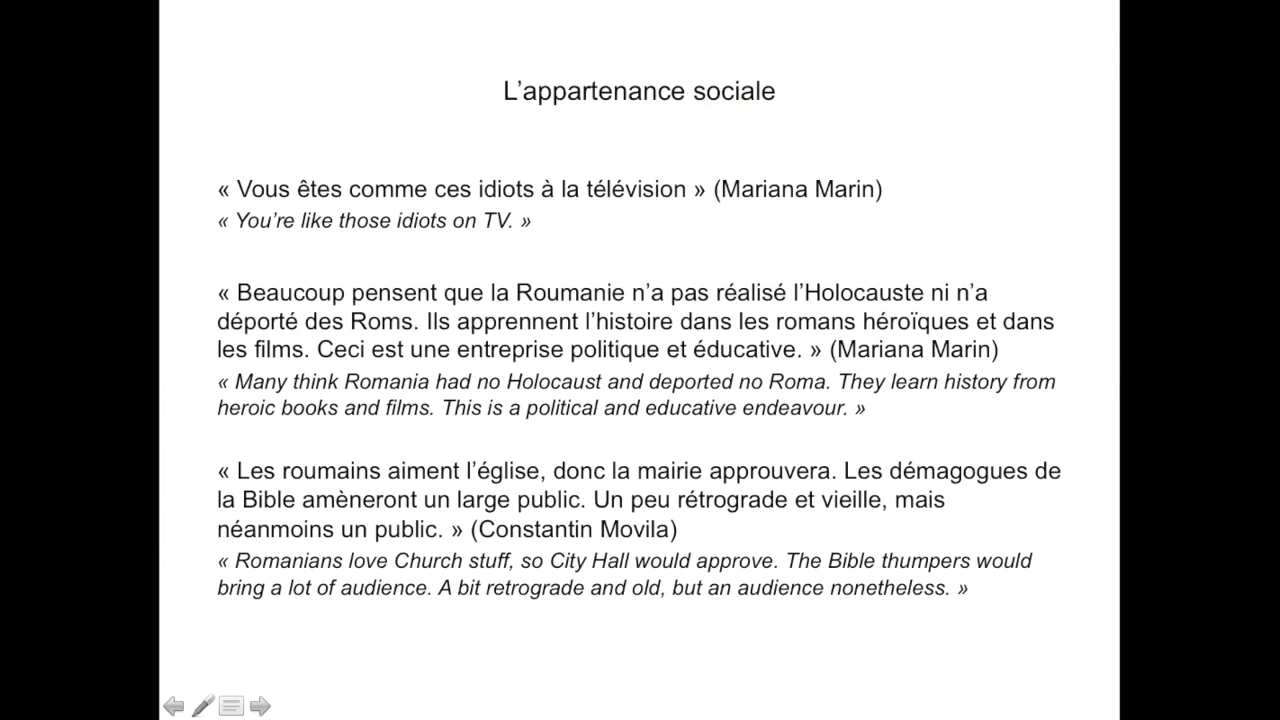 L’appartenance sociale
« Vous êtes comme ces idiots à la télévision » (Mariana Marin)
« You’re like those idiots on TV. »
« Beaucoup pensent que la Roumanie n’a pas réalisé l’Holocauste ni n’a
déporté des Roms. Ils apprennent l’histoire dans les romans héroïques et dans
les films. Ceci est une entreprise politique et éducative. » (Mariana Marin)
« Many think Romania had no Holocaust and deported no Roma. They learn history from
heroic books and films. This is a political and educative endeavour. »
« Les roumains aiment l’église, donc la mairie approuvera. Les démagogues de
la Bible amèneront un large public. Un peu rétrograde et vieille, mais
néanmoins un public. » (Constantin Movila)
« Romanians love Church stuff, so City Hall would approve. The Bible thumpers would
bring a lot of audience. A bit retrograde and old, but an audience nonetheless. »